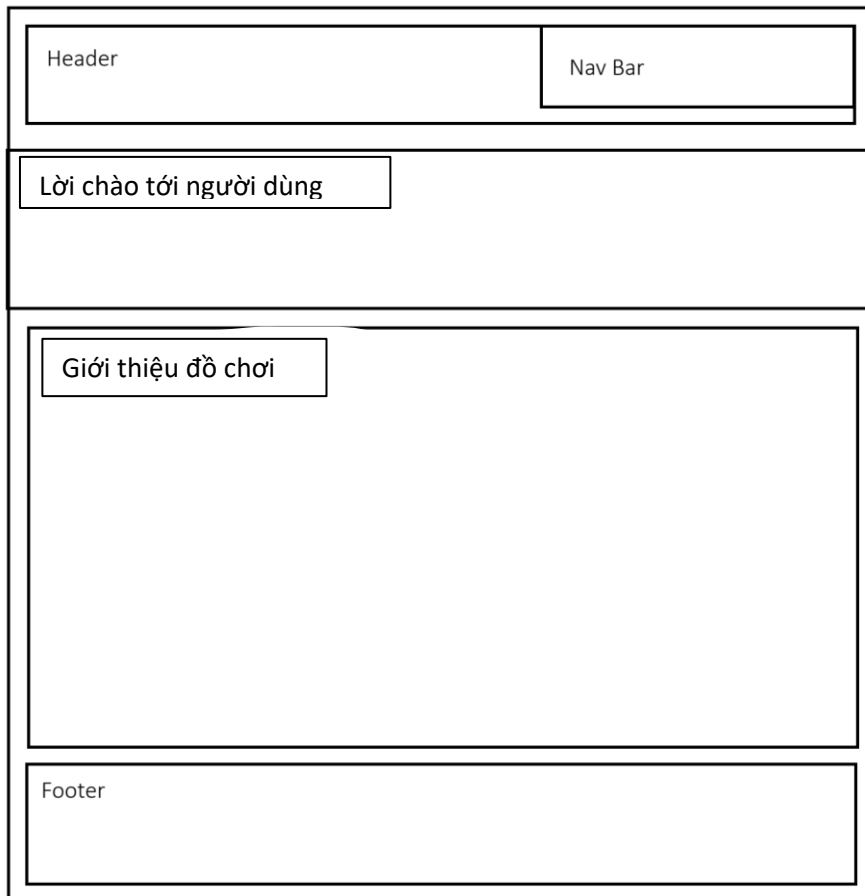 Header
Nav Bar
Lời chào tới người dùng
Giới thiệu đồ chơi
Footer